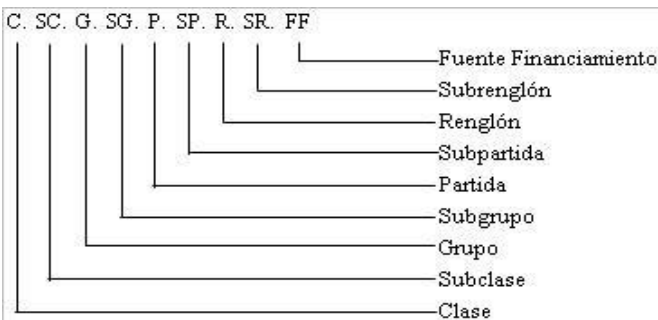 C. SC. G. SG. P. SP. R. SR. FF
Fuente Financiamiento
Subrenglón
Renglón
Subpartida
Partida
Subgrupo
Grupo
Subclase
Clase